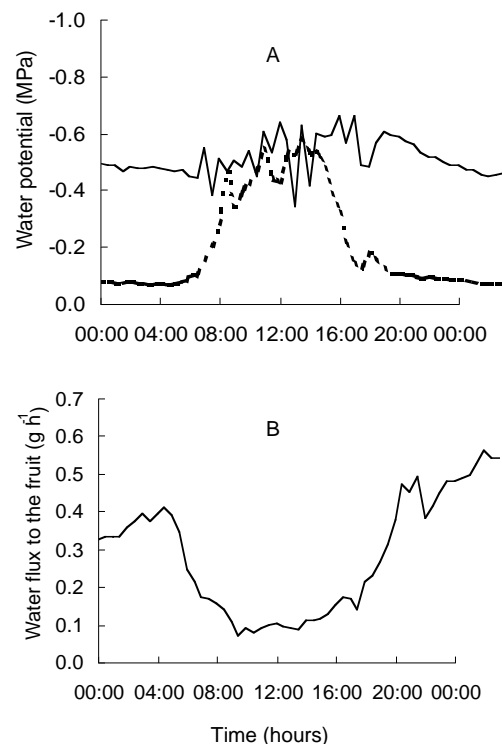 A
Water potential (MPa)
-1.0
-0.8
-0.6
-0.4
-0.2
0.0
00:00 04:00 08:00 12:00 16:00 20:00 00:00
B
Water flux to the fruit (g h-1)
0.7
0.6
0.5
0.4
0.3
0.2
0.1
0.0
00:00 04:00 08:00 12:00 16:00 20:00 00:00
Time (hours)